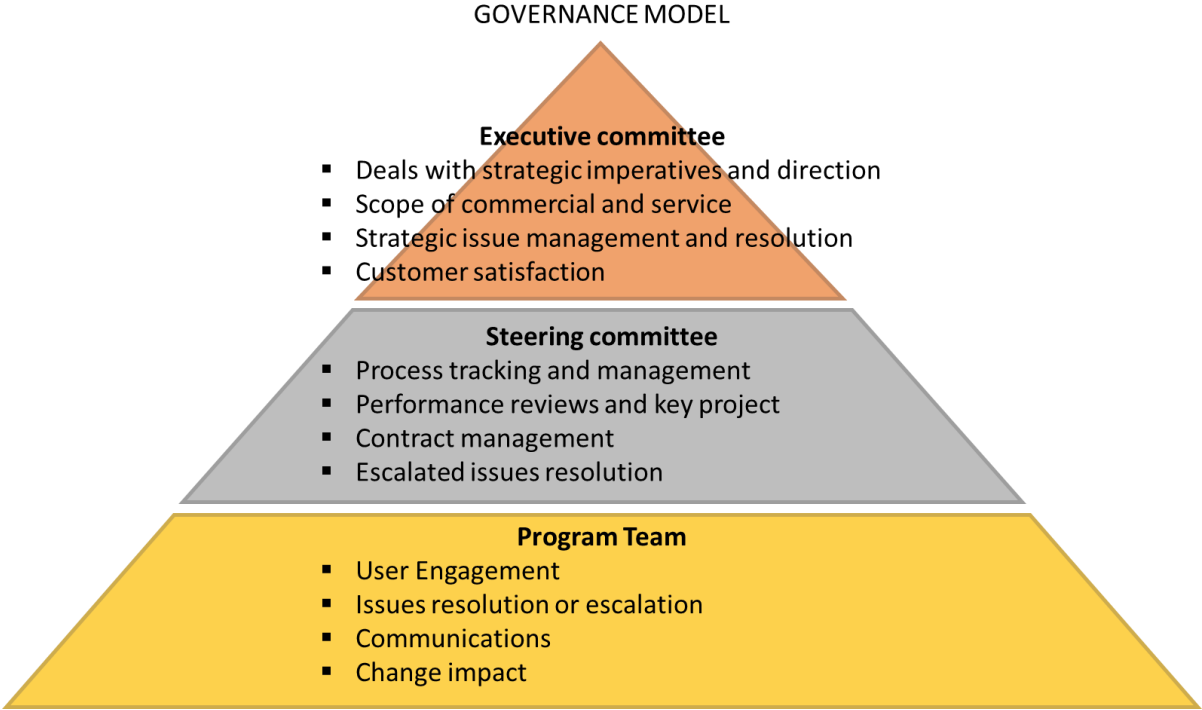 GOVERNANCE MODEL
Executive committee
▪ Deals with strategic imperatives and direction
▪ Scope of commercial and service
▪ Strategic issue management and resolution
▪ Customer satisfaction
Steering committee
▪ Process tracking and management
▪ Performance reviews and key project
▪ Contract management
▪ Escalated issues resolution
Program Team
▪ User Engagement
▪ Issues resolution or escalation
▪ Communications
▪ Change impact